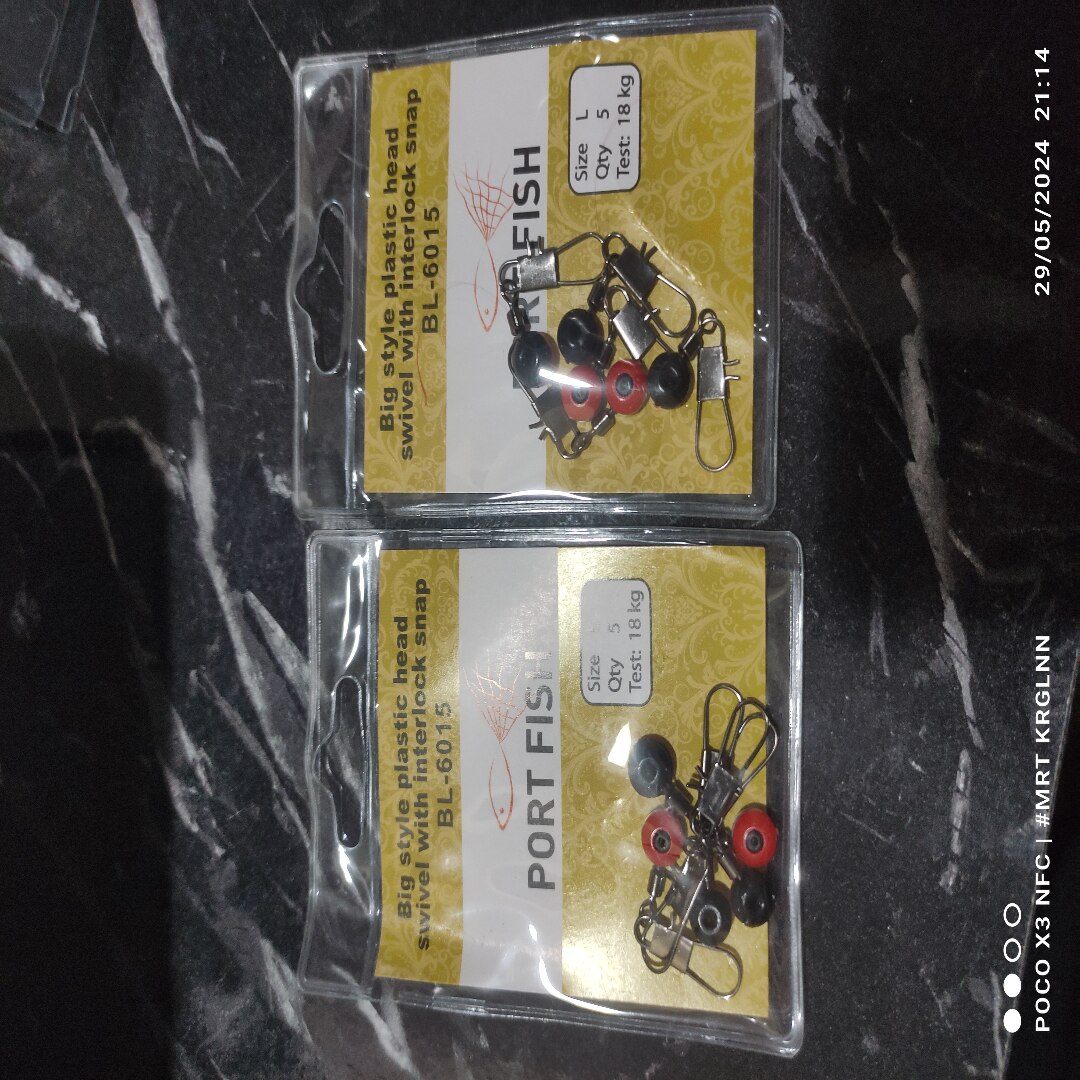 Big style plastic head
swivel with interlock snap
BL-6015
FISH
Size L
Qty 5
Test: 18 kg
Big style plastic head
swivel with interlock snap
BL-6015
PORT FISH
Size
Qty 5
Test: 18 kg
POCO X3 NFC | #MRT KRGLNN 29/05/2024 21:14